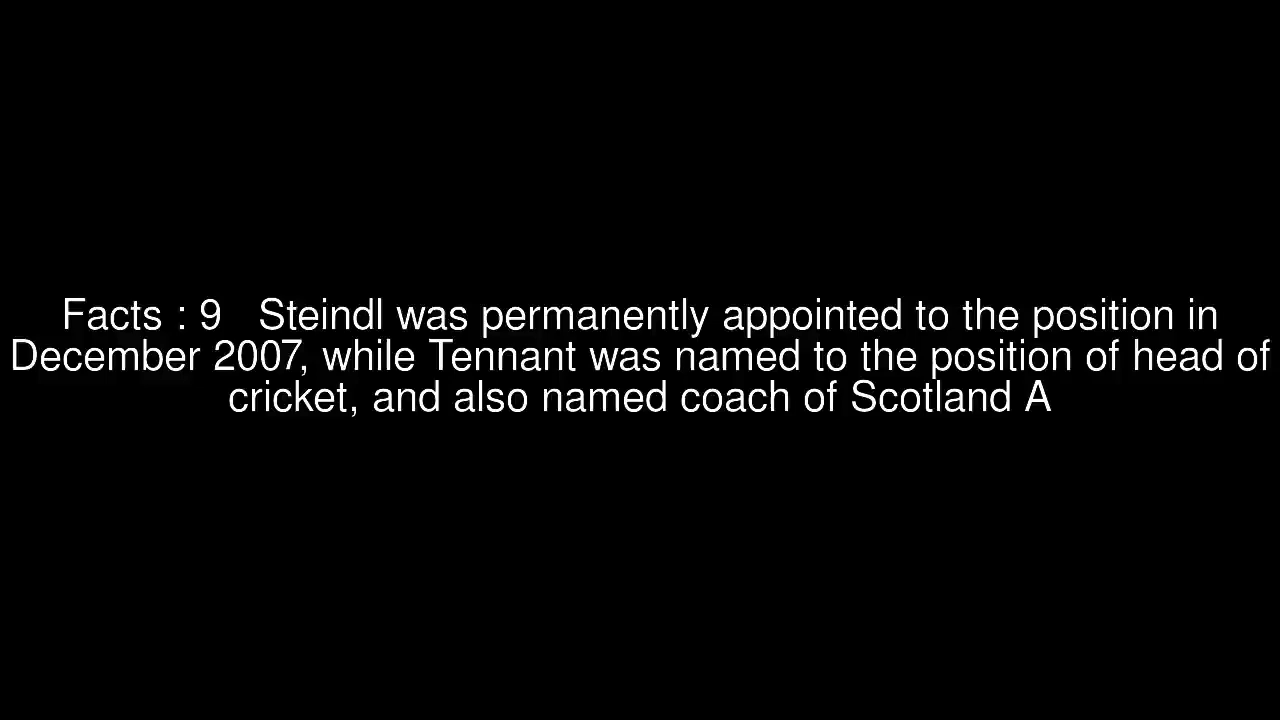 Facts : 9   Steindl was permanently appointed to the position in
December 2007, while Tennant was named to the position of head of
cricket, and also named coach of Scotland A